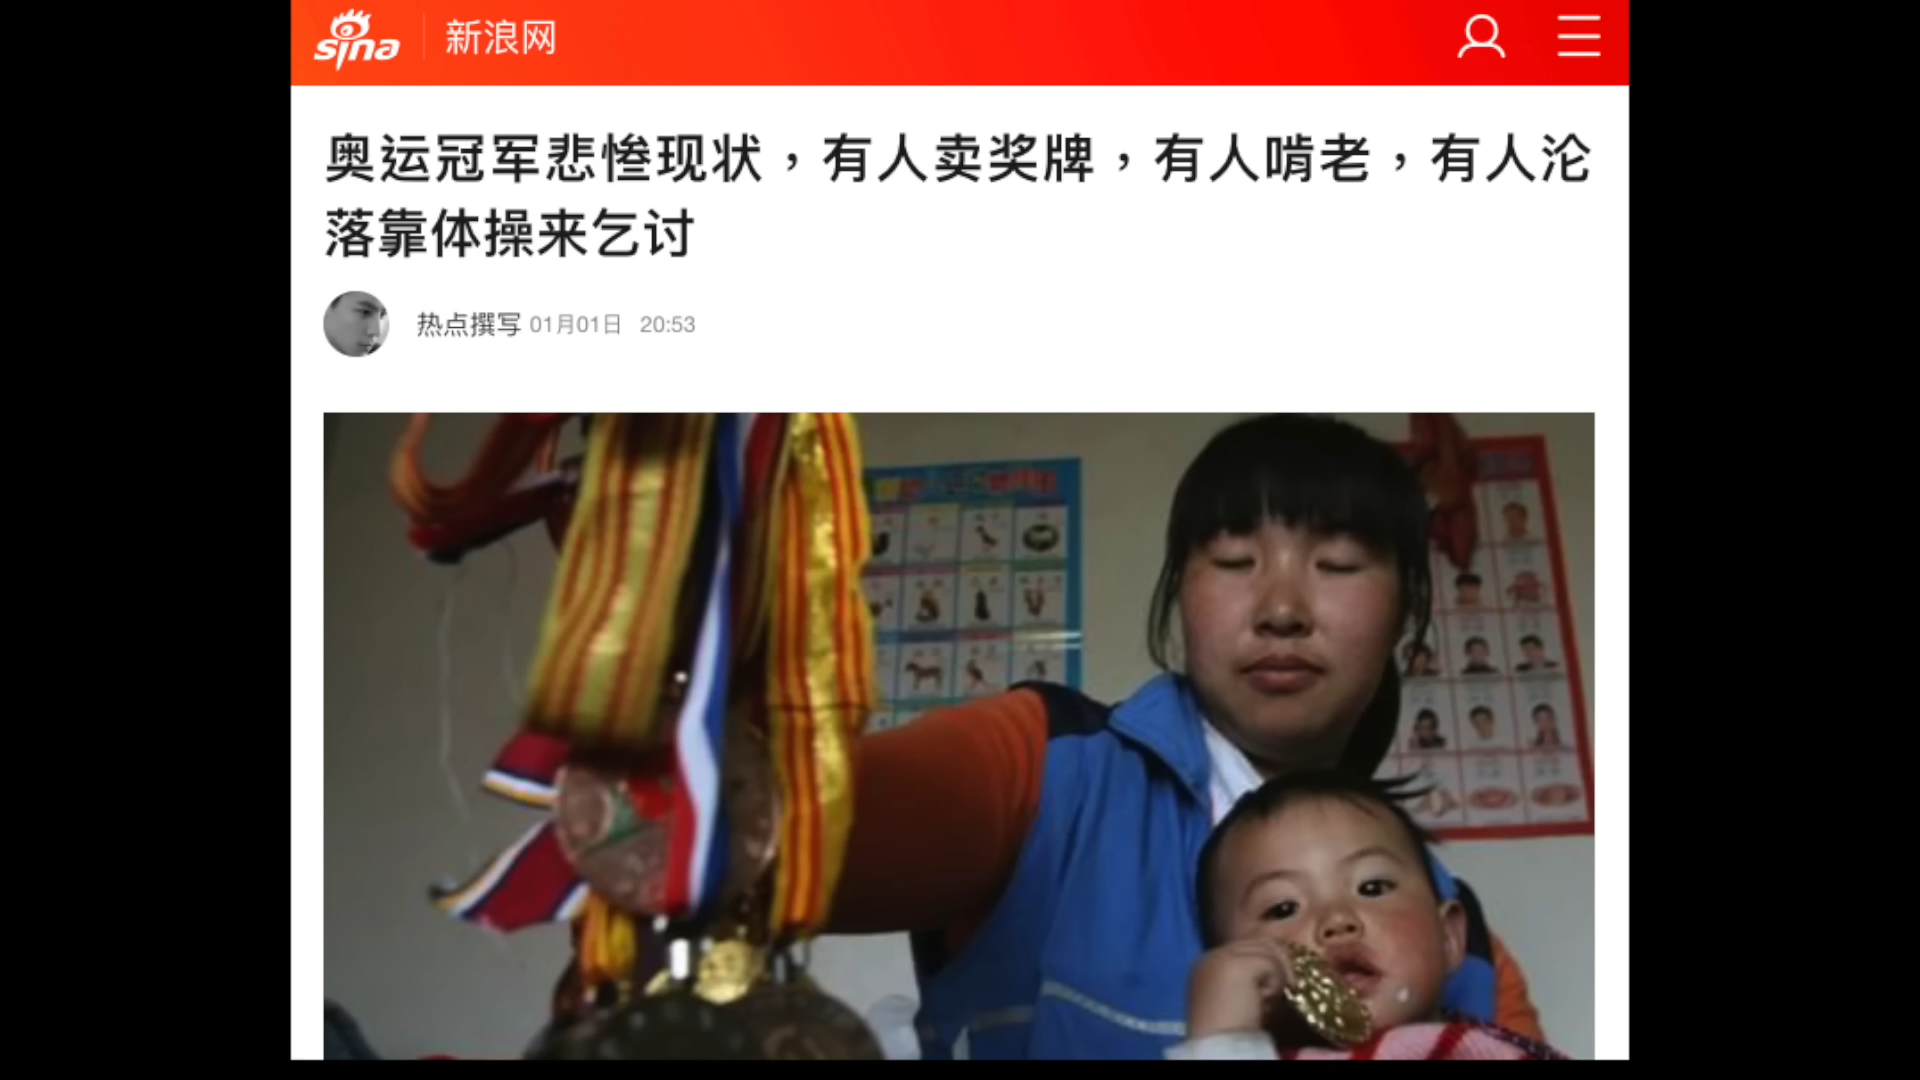 sina
新浪网
奥运冠军悲惨现状，有人卖奖牌，有人啃老，有人沦
落靠体操来乞讨
热点撰写 01月01日 20:53